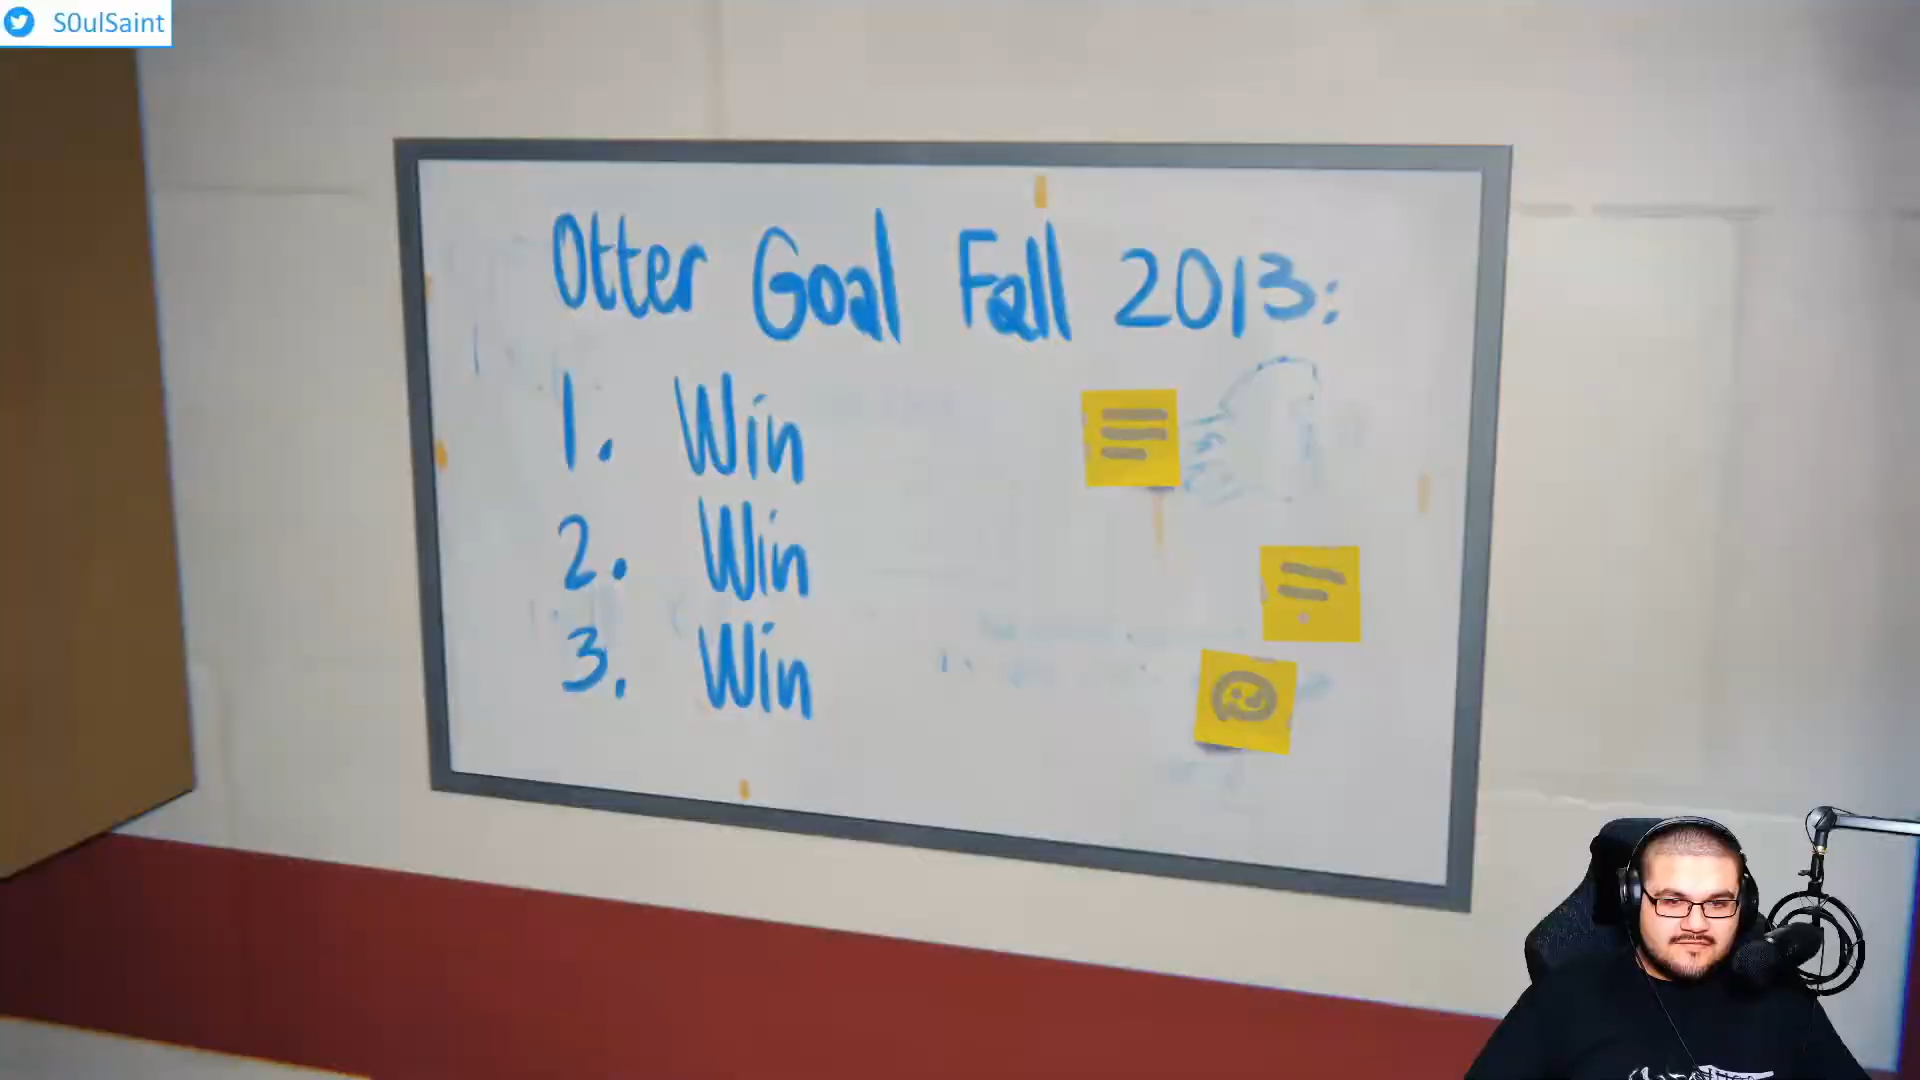 S0ulSaint
Otter Goal Fall 2013:
1. Win
2. Win
3. Win